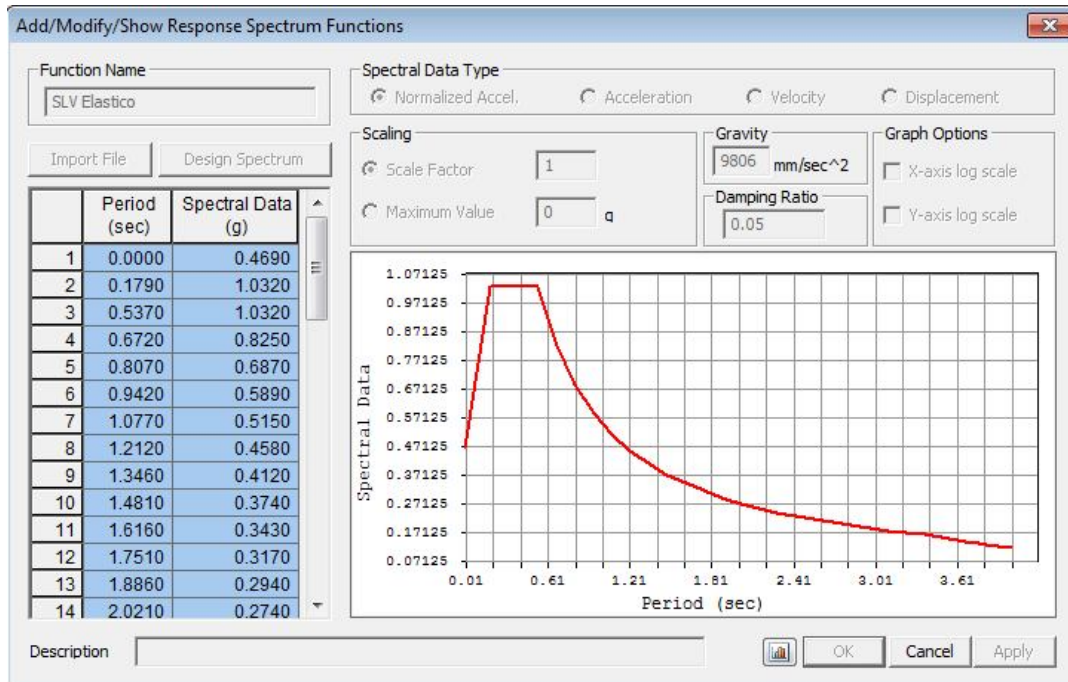 Add/Modify/Show Response Spectrum Functions
Function Name
SLV Elastico
Import File
Design Spectrum
Spectral Data Type
Normalized Accel.
Acceleration
Velocity
Displacement
Scaling
Scale Factor
1
Maximum Value
0
g
Gravity
9806 mm/sec^2
Damping Ratio
0.05
Graph Options
X-axis log scale
Y-axis log scale
Period (sec) Spectral Data (g)
1 0.0000 0.4690
2 0.1790 1.0320
3 0.5370 1.0320
4 0.6720 0.8250
5 0.8070 0.6870
6 0.9420 0.5890
7 1.0770 0.5150
8 1.2120 0.4580
9 1.3460 0.4120
10 1.4810 0.3740
11 1.6160 0.3430
12 1.7510 0.3170
13 1.8860 0.2940
14 2.0210 0.2740
1.07125
0.97125
0.87125
0.77125
0.67125
0.57125
0.47125
0.37125
0.27125
0.17125
0.07125
Spectral Data
0.01 0.61 1.21 1.81 2.41 3.01 3.61
Period (sec)
Description
OK
Cancel
Apply